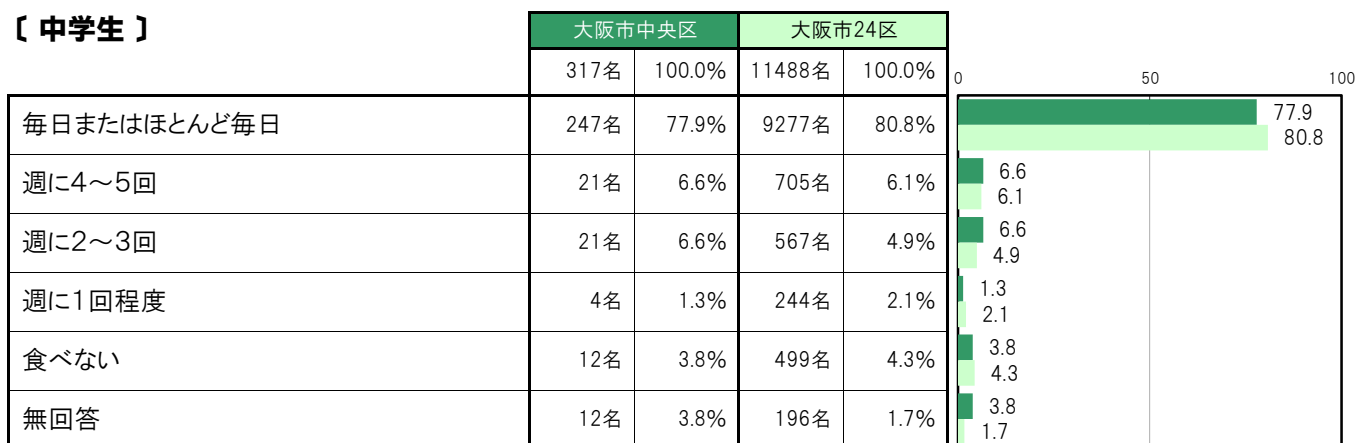 〔 中学生 〕
大阪市中央区 大阪市24区
317名 100.0% 11488名 100.0%
0 50 100
毎日またはほとんど毎日 247名 77.9% 9277名 80.8%
77.9
80.8
週に4～5回 21名 6.6% 705名 6.1%
6.6
6.1
週に2～3回 21名 6.6% 567名 4.9%
6.6
4.9
週に1回程度 4名 1.3% 244名 2.1%
1.3
2.1
食べない 12名 3.8% 499名 4.3%
3.8
4.3
無回答 12名 3.8% 196名 1.7%
3.8
1.7